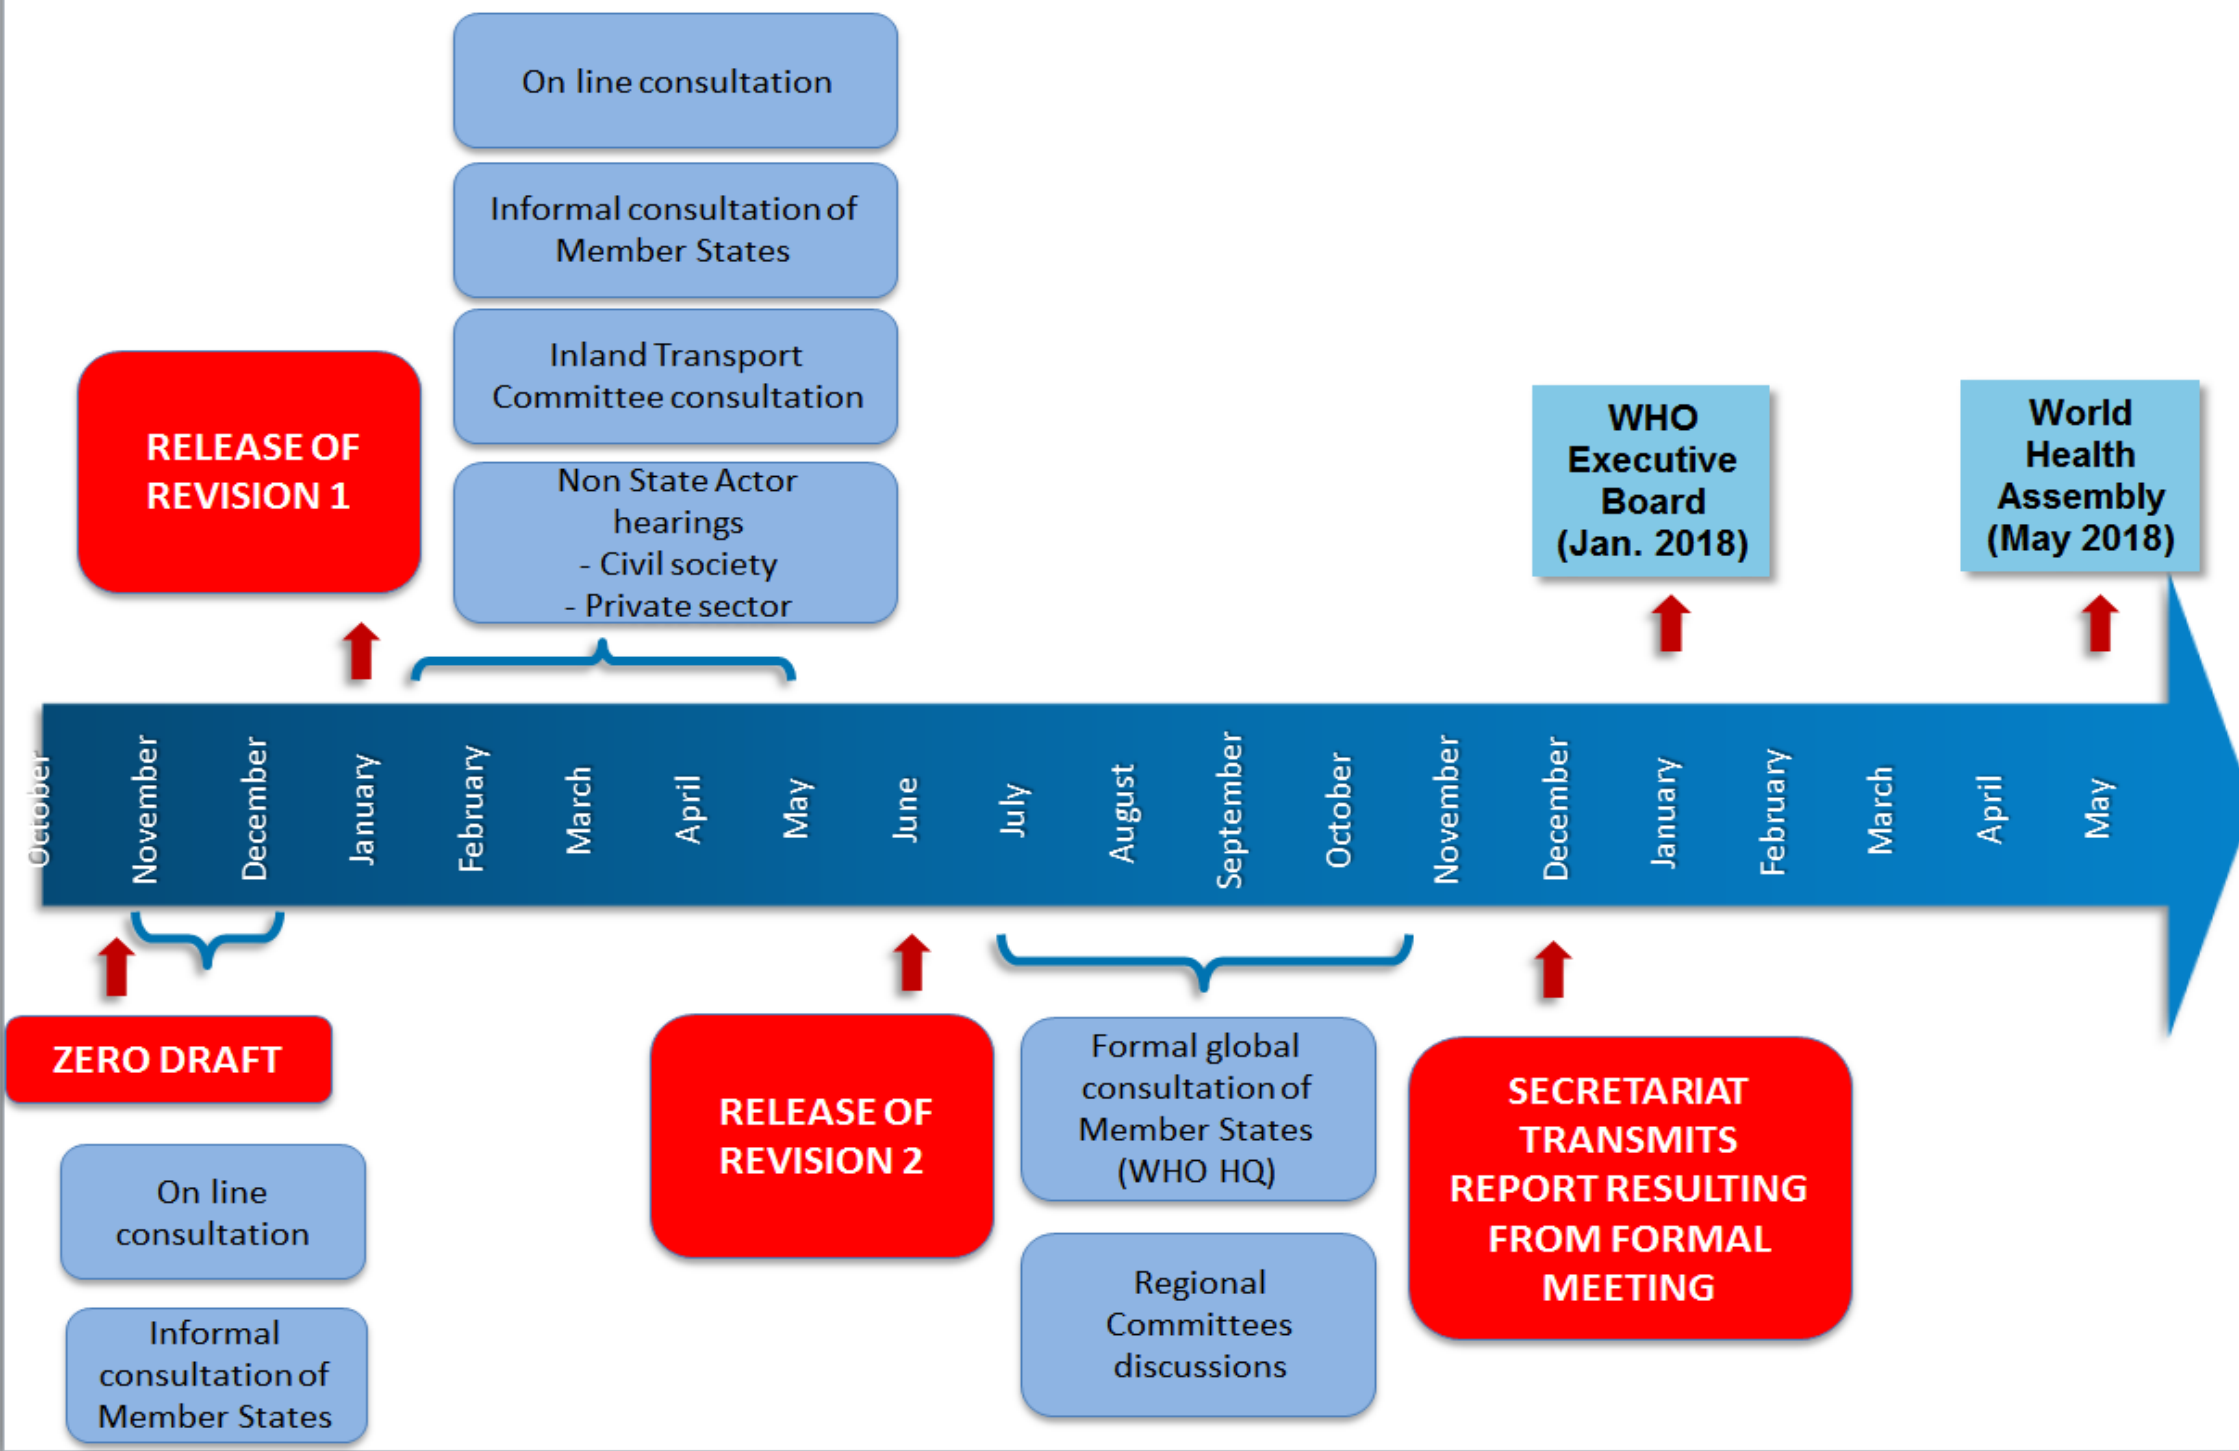 On line consultation
Informal consultation of
Member States
Inland Transport
Committee consultation
Non State Actor
hearings
- Civil society
- Private sector
RELEASE OF
REVISION 1
WHO
Executive
Board
(Jan. 2018)
World
Health
Assembly
(May 2018)
October
November
December
January
February
March
April
May
June
July
August
September
October
November
December
January
February
March
April
May
ZERO DRAFT
On line
consultation
Informal
consultation of
Member States
RELEASE OF
REVISION 2
Formal global
consultation of
Member States
(WHO HQ)
Regional
Committees
discussions
SECRETARIAT
TRANSMITS
REPORT RESULTING
FROM FORMAL
MEETING